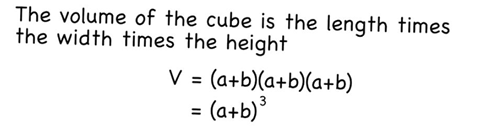 The volume of the cube is the length times
the width times the height
V = (a+b)(a+b)(a+b)
= (a+b)³